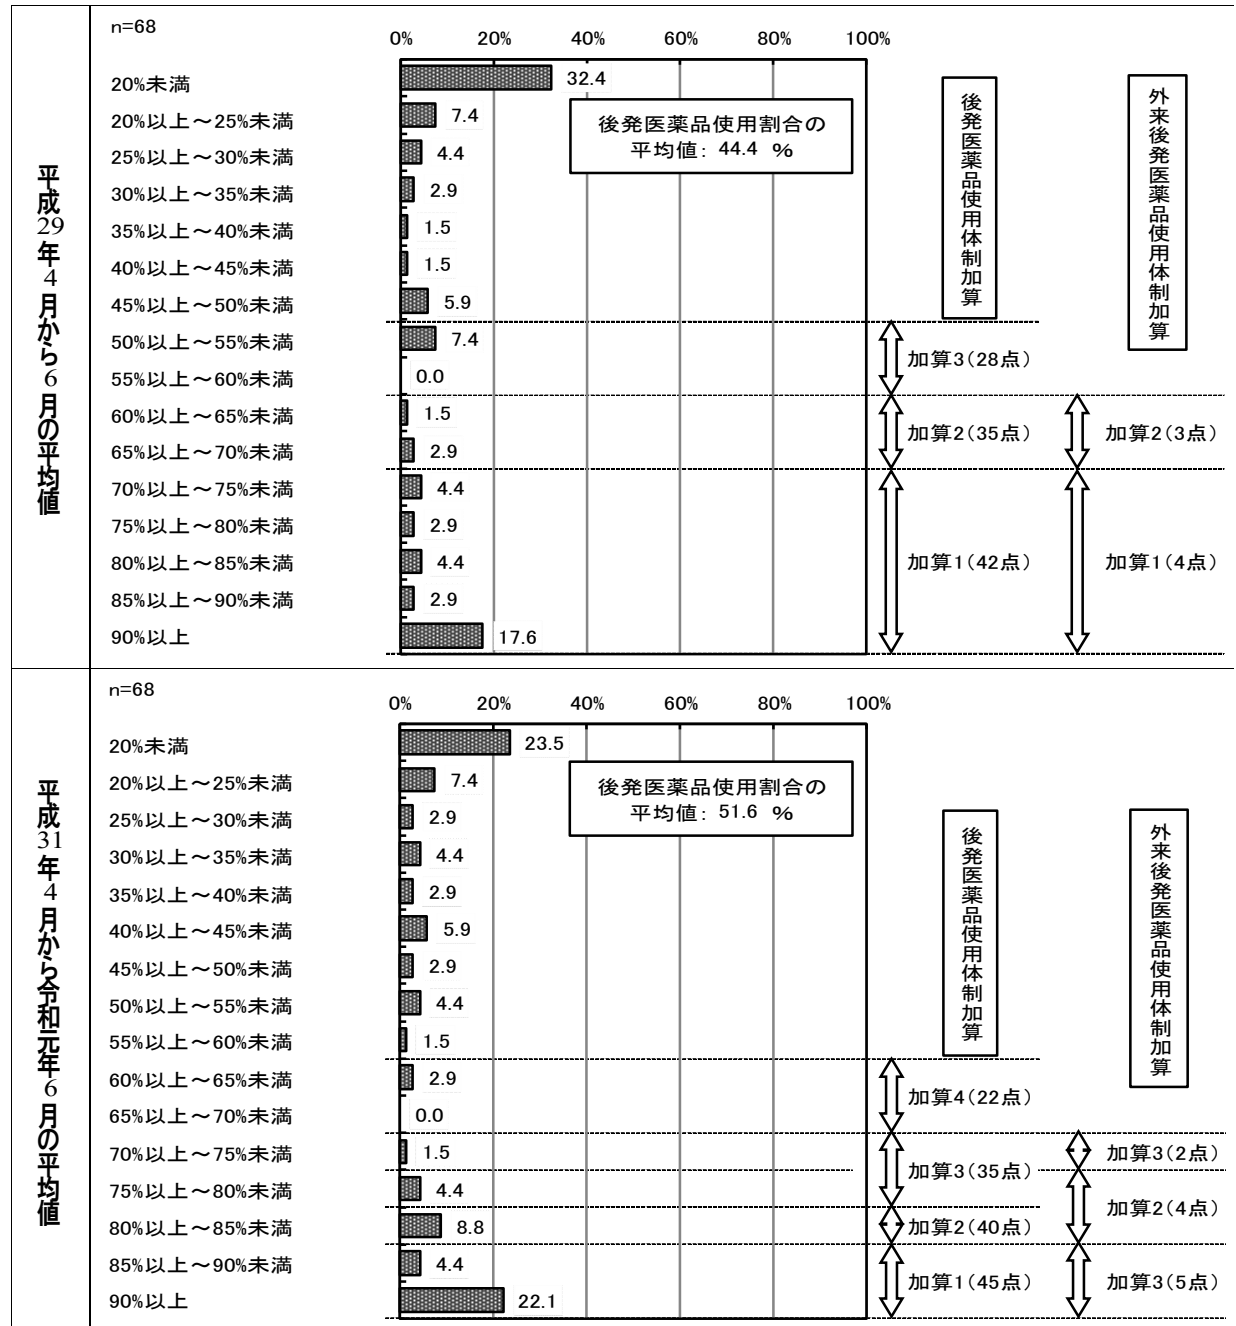 平成29年4月から6月の平均値
n=68
0% 20% 40% 60% 80% 100%
20%未満 32.4
20%以上～25%未満 7.4
25%以上～30%未満 4.4
30%以上～35%未満 2.9
35%以上～40%未満 1.5
40%以上～45%未満 1.5
45%以上～50%未満 5.9
50%以上～55%未満 7.4
55%以上～60%未満 0.0
60%以上～65%未満 1.5
65%以上～70%未満 2.9
70%以上～75%未満 4.4
75%以上～80%未満 2.9
80%以上～85%未満 4.4
85%以上～90%未満 2.9
90%以上 17.6
後発医薬品使用割合の
平均値： 44.4 %
後発医薬品使用体制加算
加算3（28点）
加算2（35点）
加算1（42点）
外来後発医薬品使用体制加算
加算2（3点）
加算1（4点）
平成31年4月から令和元年6月の平均値
n=68
0% 20% 40% 60% 80% 100%
20%未満 23.5
20%以上～25%未満 7.4
25%以上～30%未満 2.9
30%以上～35%未満 4.4
35%以上～40%未満 2.9
40%以上～45%未満 5.9
45%以上～50%未満 2.9
50%以上～55%未満 4.4
55%以上～60%未満 1.5
60%以上～65%未満 2.9
65%以上～70%未満 0.0
70%以上～75%未満 1.5
75%以上～80%未満 4.4
80%以上～85%未満 8.8
85%以上～90%未満 4.4
90%以上 22.1
後発医薬品使用割合の
平均値： 51.6 %
後発医薬品使用体制加算
加算4（22点）
加算3（35点）
加算2（40点）
加算1（45点）
外来後発医薬品使用体制加算
加算3（2点）
加算2（4点）
加算3（5点）